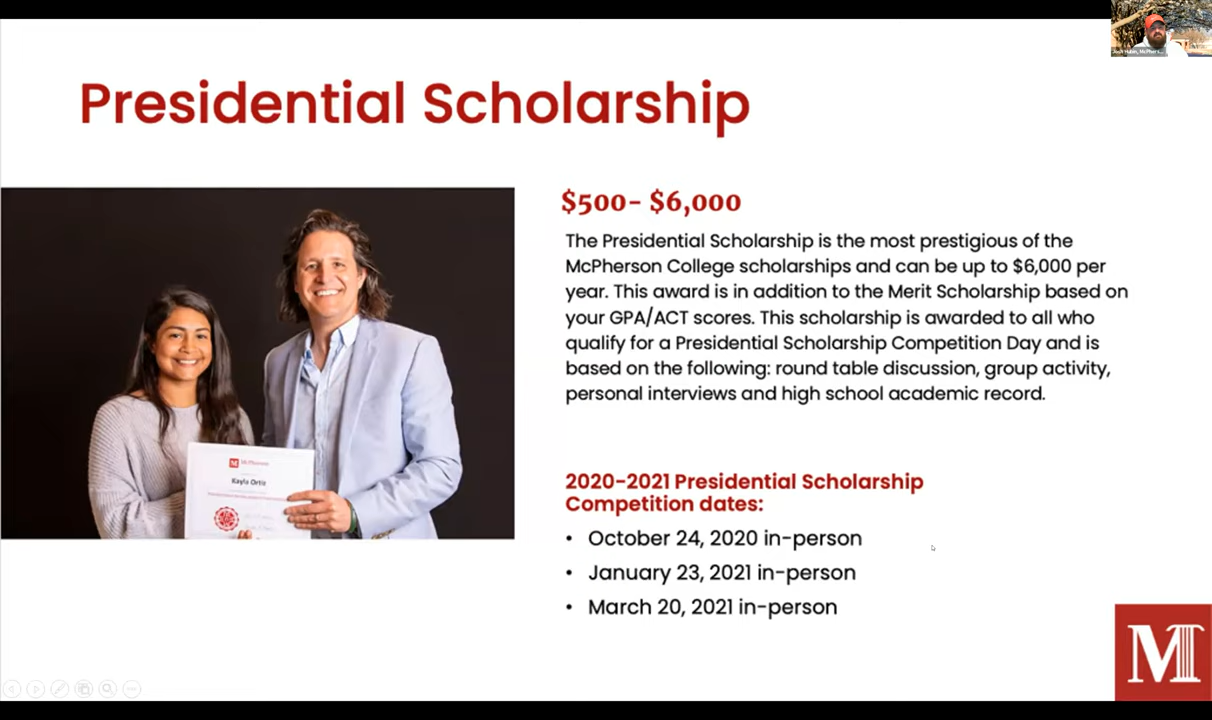 Presidential Scholarship
$500- $6,000
The Presidential Scholarship is the most prestigious of the
McPherson College scholarships and can be up to $6,000 per
year. This award is in addition to the Merit Scholarship based on
your GPA/ACT scores. This scholarship is awarded to all who
qualify for a Presidential Scholarship Competition Day and is
based on the following: round table discussion, group activity,
personal interviews and high school academic record.
McPherson
Kayla Ortiz
2020-2021 Presidential Scholarship
Competition dates:
• October 24, 2020 in-person
• January 23, 2021 in-person
• March 20, 2021 in-person
M